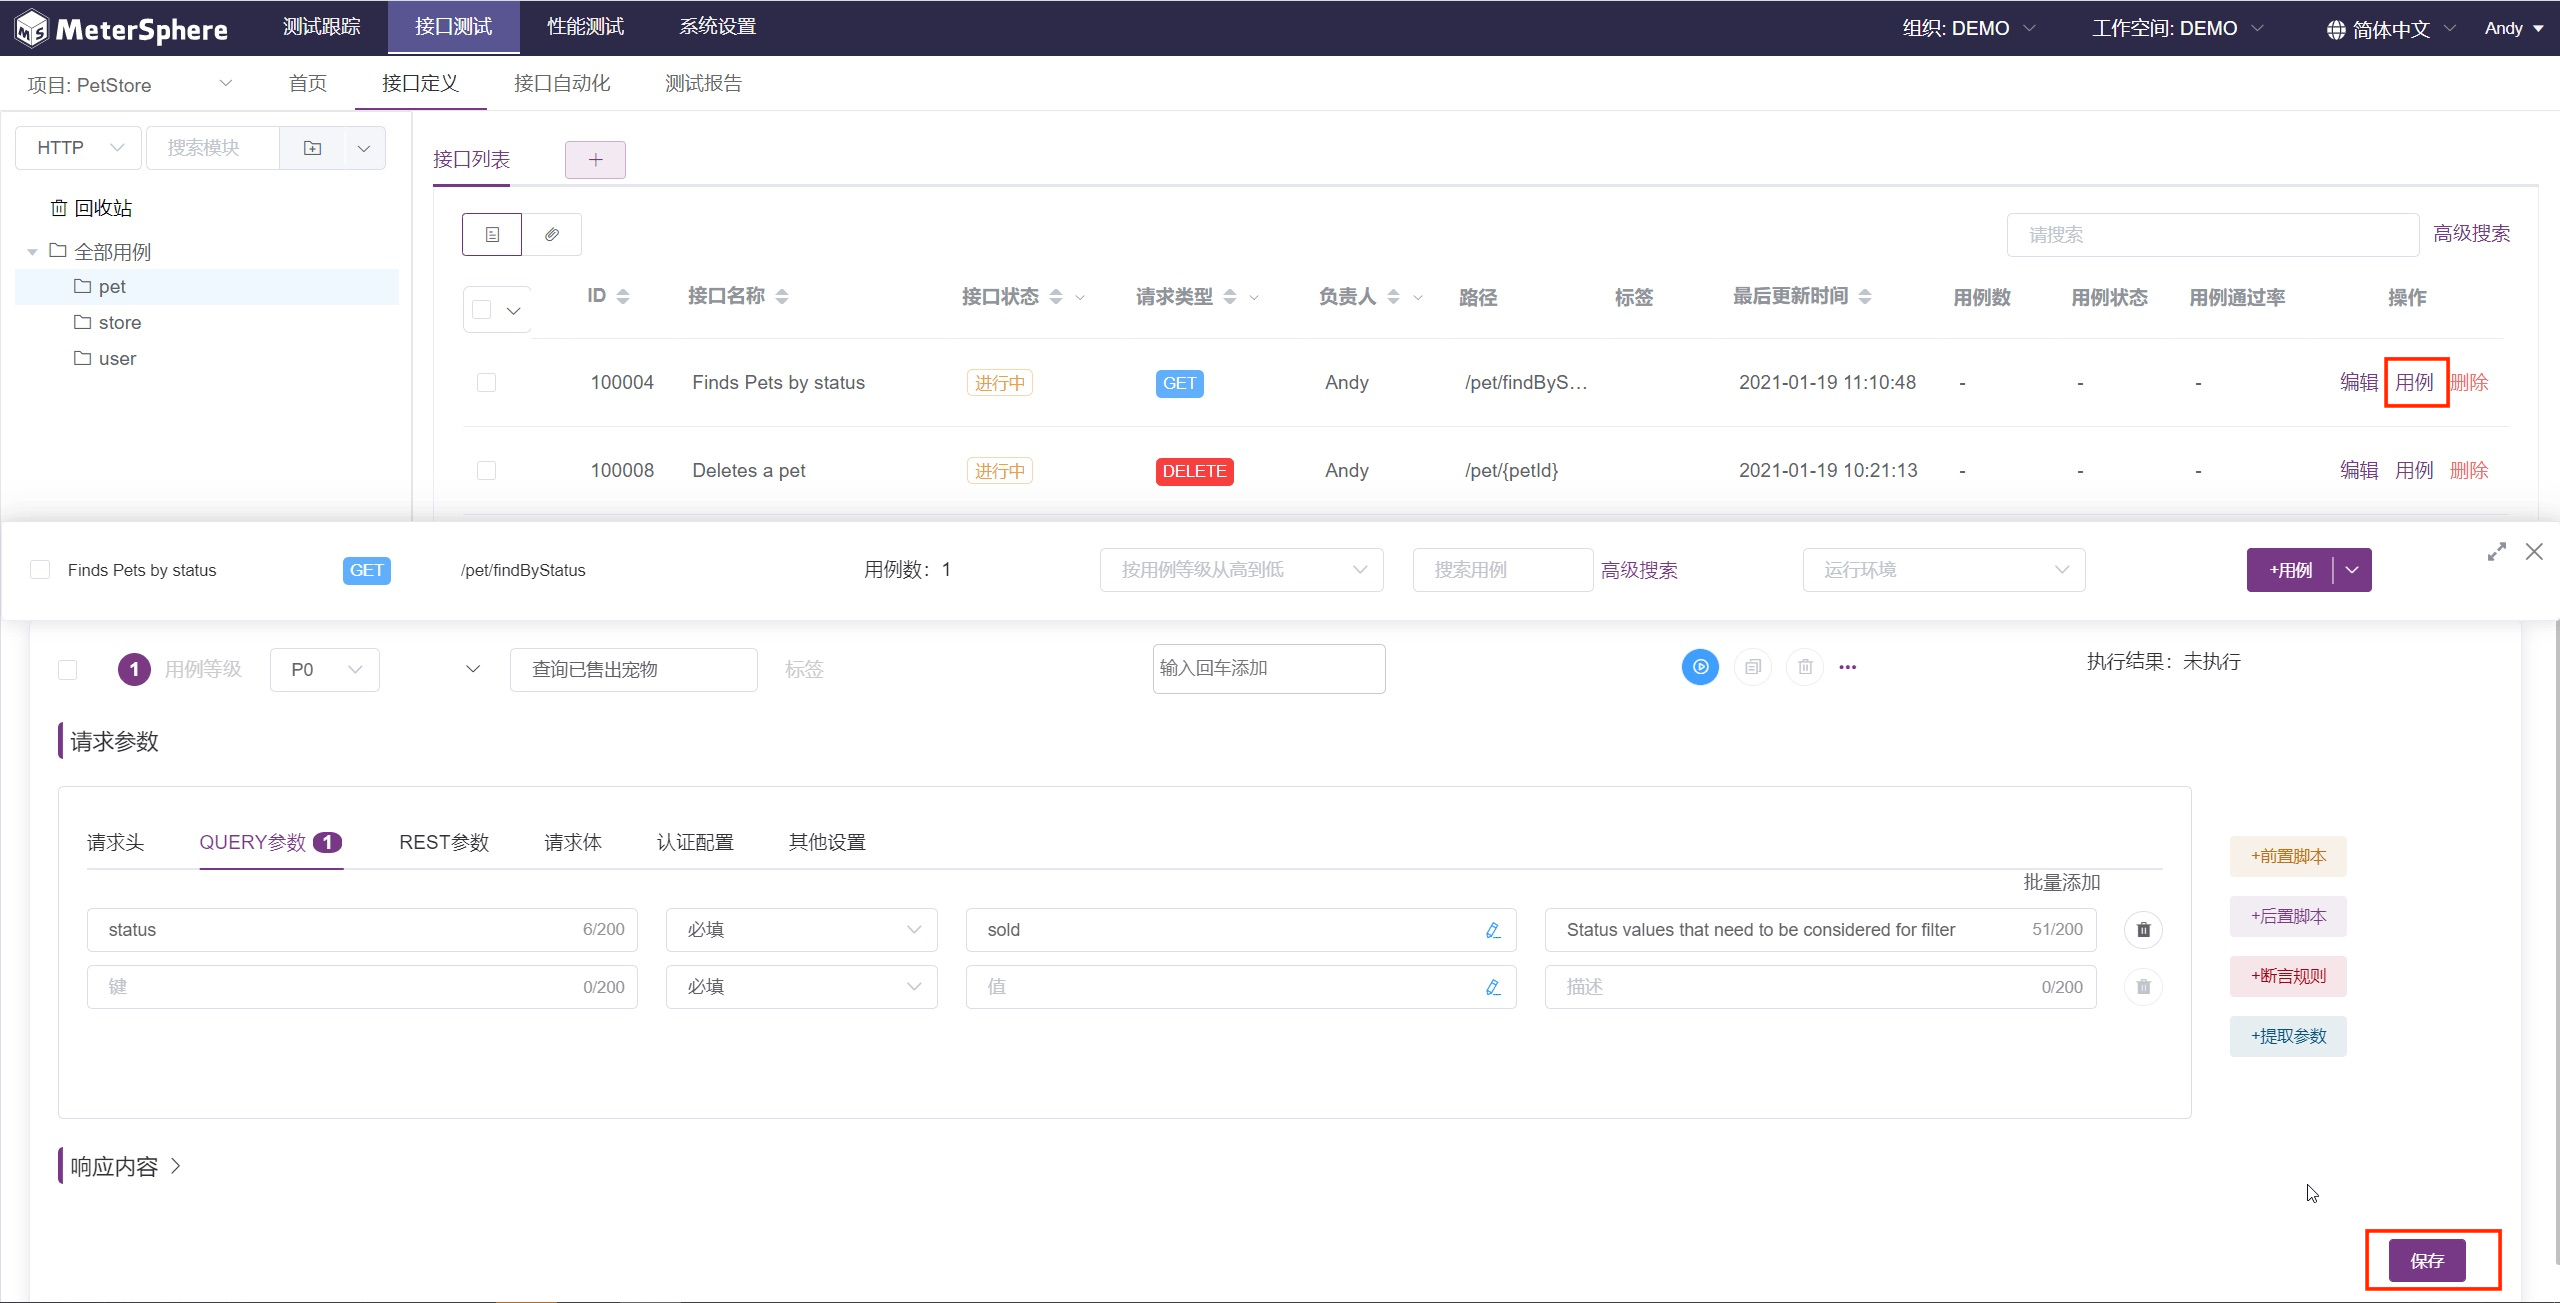 MeterSphere 测试跟踪 接口测试 性能测试 系统设置 组织: DEMO 工作空间: DEMO 简体中文 Andy
项目: PetStore 首页 接口定义 接口自动化 测试报告
HTTP 搜索模块
回收站
全部用例
pet
store
user
接口列表 +
请搜索 高级搜索
ID 接口名称 接口状态 请求类型 负责人 路径 标签 最后更新时间 用例数 用例状态 用例通过率 操作
100004 Finds Pets by status 进行中 GET Andy /pet/findByS... 2021-01-19 11:10:48 - - - 编辑 用例 删除
100008 Deletes a pet 进行中 DELETE Andy /pet/{petId} 2021-01-19 10:21:13 - - - 编辑 用例 删除
Finds Pets by status GET /pet/findByStatus 用例数：1 按用例等级从高到低 搜索用例 高级搜索 运行环境 +用例
1 用例等级 P0 查询已售出宠物 标签 输入回车添加 执行结果：未执行
请求参数
请求头 QUERY参数 1 REST参数 请求体 认证配置 其他设置
批量添加
status 6/200 必填 sold Status values that need to be considered for filter 51/200
键 0/200 必填 值 描述 0/200
+前置脚本
+后置脚本
+断言规则
+提取参数
响应内容
保存